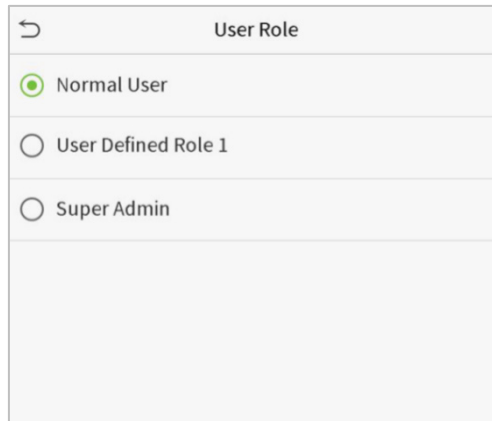 User Role
Normal User
User Defined Role 1
Super Admin